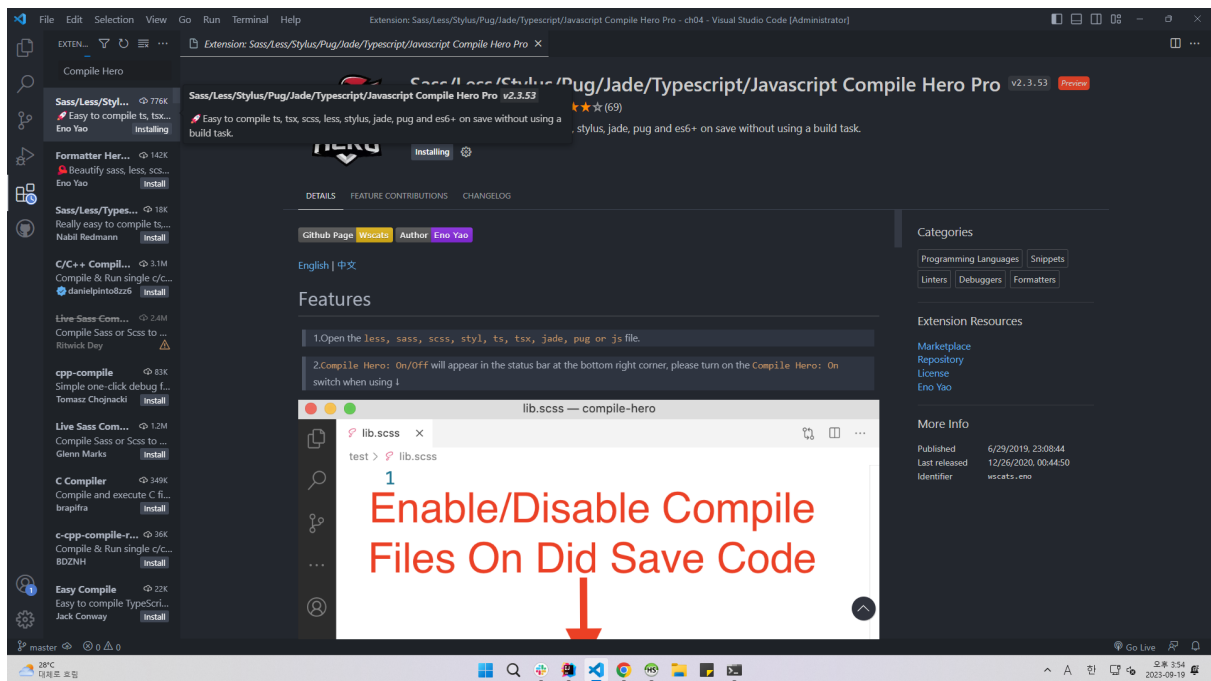 File Edit Selection View Go Run Terminal Help
Extension: Sass/Less/Stylus/Pug/Jade/Typescript/Javascript Compile Hero Pro - ch04 - Visual Studio Code [Administrator]
EXTEN...
Extension: Sass/Less/Stylus/Pug/Jade/Typescript/Javascript Compile Hero Pro
Compile Hero
Sass/Less/Styl... 776K
Easy to compile ts, tsx...
Eno Yao Installing
Formatter Her... 142K
Beautify sass, less, scs...
Eno Yao Install
Sass/Less/Types... 18K
Really easy to compile ts,...
Nabil Redmann Install
C/C++ Compil... 3.1M
Compile & Run single c/c...
danielpinto8zz6 Install
Live Sass Com... 2.4M
Compile Sass or Scss to ...
Ritwick Dey
cpp-compile 83K
Simple one-click debug f...
Tomasz Chojnacki Install
Live Sass Com... 1.2M
Compile Sass or Scss to ...
Glenn Marks Install
C Compiler 349K
Compile and execute C fi...
brapifra Install
c-cpp-compile-r... 36K
Compile & Run single c/c...
BDZNH Install
Easy Compile 22K
Easy to compile TypeScri...
Jack Conway Install
Sass/Less/Stylus/Pug/Jade/Typescript/Javascript Compile Hero Pro v2.3.53 Preview
(69)
, stylus, jade, pug and es6+ on save without using a build task.
Sass/Less/Stylus/Pug/Jade/Typescript/Javascript Compile Hero Pro v2.3.53
Easy to compile ts, tsx, scss, less, stylus, jade, pug and es6+ on save without using a
build task.
HERO
Installing
DETAILS FEATURE CONTRIBUTIONS CHANGELOG
Github Page Wscats Author Eno Yao
English | 中文
Features
1.Open the less, sass, scss, styl, ts, tsx, jade, pug or js file.
2.Compile Hero: On/Off will appear in the status bar at the bottom right corner, please turn on the Compile Hero: On
switch when using ↓
lib.scss — compile-hero
lib.scss
test > lib.scss
1
Enable/Disable Compile
Files On Did Save Code
Categories
Programming Languages Snippets
Linters Debuggers Formatters
Extension Resources
Marketplace
Repository
License
Eno Yao
More Info
Published 6/29/2019, 23:08:44
Last released 12/26/2020, 00:44:50
Identifier wscats.eno
1
master 0 0
Go Live
28°C
대체로 흐림
A 한
오후 3:54
2023-09-19